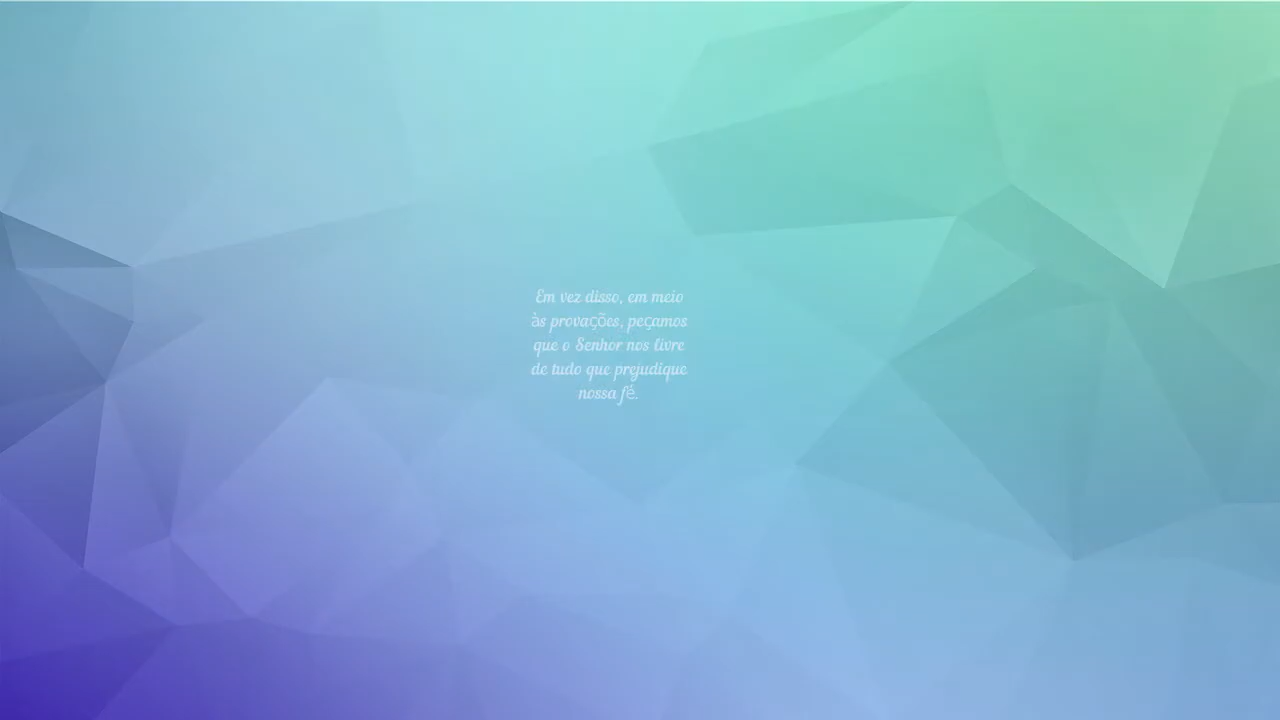 Em vez disso, em meio
às provações, peçamos
que o Senhor nos livre
de tudo que prejudique
nossa fé.